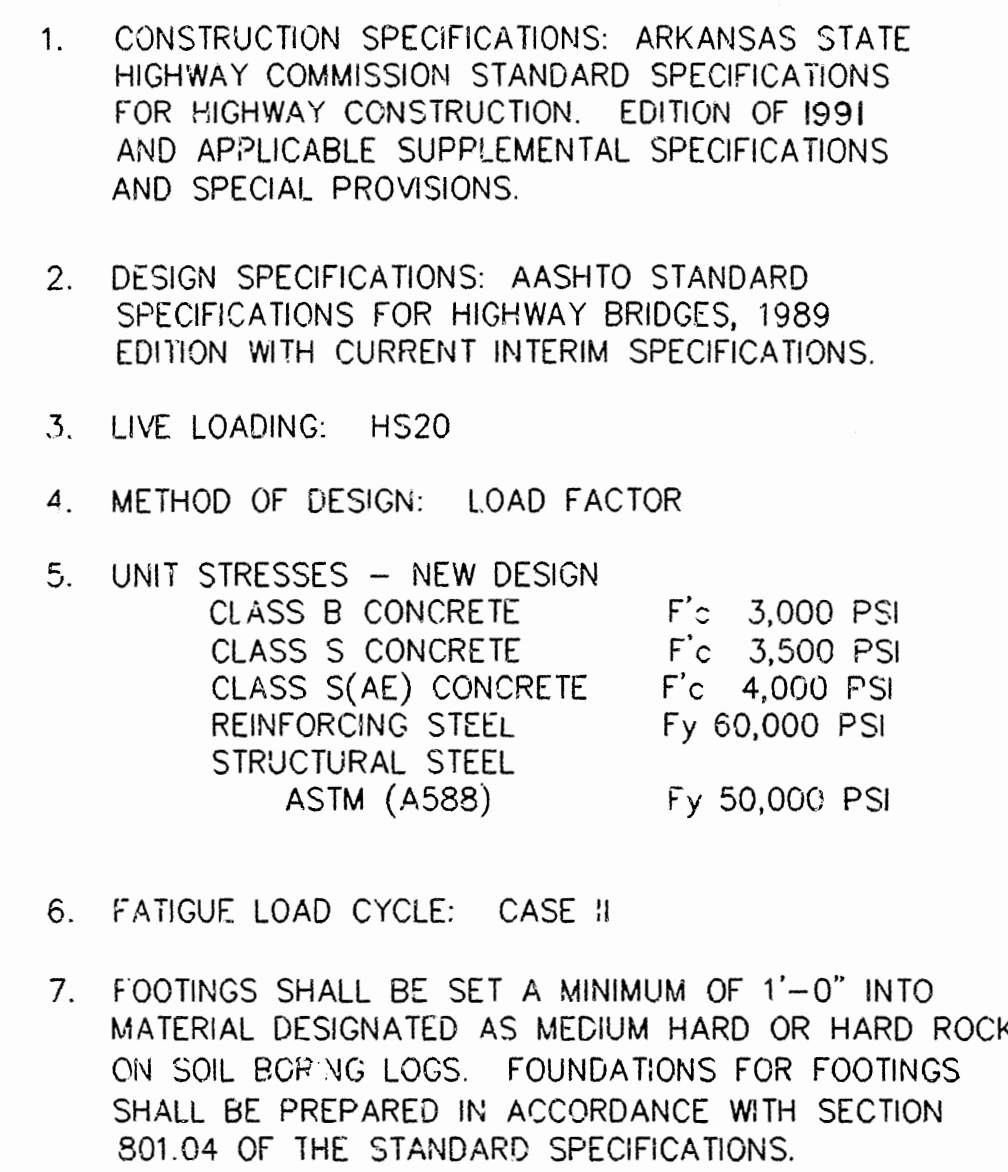 1. CONSTRUCTION SPECIFICATIONS: ARKANSAS STATE
HIGHWAY COMMISSION STANDARD SPECIFICATIONS
FOR HIGHWAY CONSTRUCTION. EDITION OF 1991
AND APPLICABLE SUPPLEMENTAL SPECIFICATIONS
AND SPECIAL PROVISIONS.
2. DESIGN SPECIFICATIONS: AASHTO STANDARD
SPECIFICATIONS FOR HIGHWAY BRIDGES, 1989
EDITION WITH CURRENT INTERIM SPECIFICATIONS.
3. LIVE LOADING: HS20
4. METHOD OF DESIGN: LOAD FACTOR
5. UNIT STRESSES – NEW DESIGN
CLASS B CONCRETE F'c 3,000 PSI
CLASS S CONCRETE F'c 3,500 PSI
CLASS S(AE) CONCRETE F'c 4,000 PSI
REINFORCING STEEL Fy 60,000 PSI
STRUCTURAL STEEL
ASTM (A588) Fy 50,000 PSI
6. FATIGUE LOAD CYCLE: CASE II
7. FOOTINGS SHALL BE SET A MINIMUM OF 1'–0" INTO
MATERIAL DESIGNATED AS MEDIUM HARD OR HARD ROCK
ON SOIL BORING LOGS. FOUNDATIONS FOR FOOTINGS
SHALL BE PREPARED IN ACCORDANCE WITH SECTION
801.04 OF THE STANDARD SPECIFICATIONS.